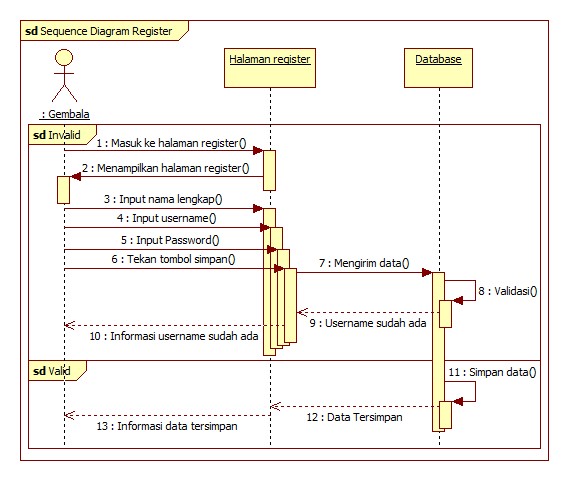 sd Sequence Diagram Register
Halaman register
Database
: Gembala
sd Invalid
1 : Masuk ke halaman register()
2 : Menampilkan halaman register()
3 : Input nama lengkap()
4 : Input username()
5 : Input Password()
6 : Tekan tombol simpan()
7 : Mengirim data()
8 : Validasi()
9 : Username sudah ada
10 : Informasi username sudah ada
sd Valid
11 : Simpan data()
12 : Data Tersimpan
13 : Informasi data tersimpan